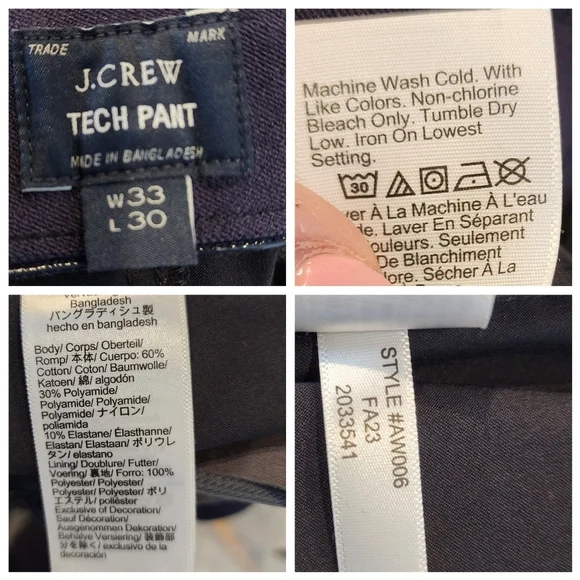 TRADE
MARK
J.CREW
TECH PANT
MADE IN BANGLADESH
W33
L30
Machine Wash Cold. With
Like Colors. Non-chlorine
Bleach Only. Tumble Dry
Low. Iron On Lowest
Setting.
30
ver À La Machine À L'eau
de. Laver En Séparant
ouleurs. Seulement
De Blanchiment
lore. Sécher À La
Bangladesh
バングラディシュ製
hecho en bangladesh
Body/ Corps/ Oberteil/
Romp/ 本体/ Cuerpo: 60%
Cotton/ Coton/ Baumwolle/
Katoen/ 綿/ algodón
30% Polyamide/
Polyamide/ Polyamide/
Polyamide/ ナイロン/
poliamida
10% Elastane/ Élasthanne/
Elastan/ Elastaan/ ポリウレ
タン/ elastano
Lining/ Doublure/ Futter/
Voering/ 裏地/ Forro: 100%
Polyester/ Polyester/
Polyester/ Polyester/ ポリ
エステル/ poliéster
Exclusive of Decoration/
Sauf Décoration/
Ausgenommen Dekoration/
Behalve Versiering/ 装飾部
分を除く/ exclusivo de la
decoración
STYLE #AW006
FA23
2033541